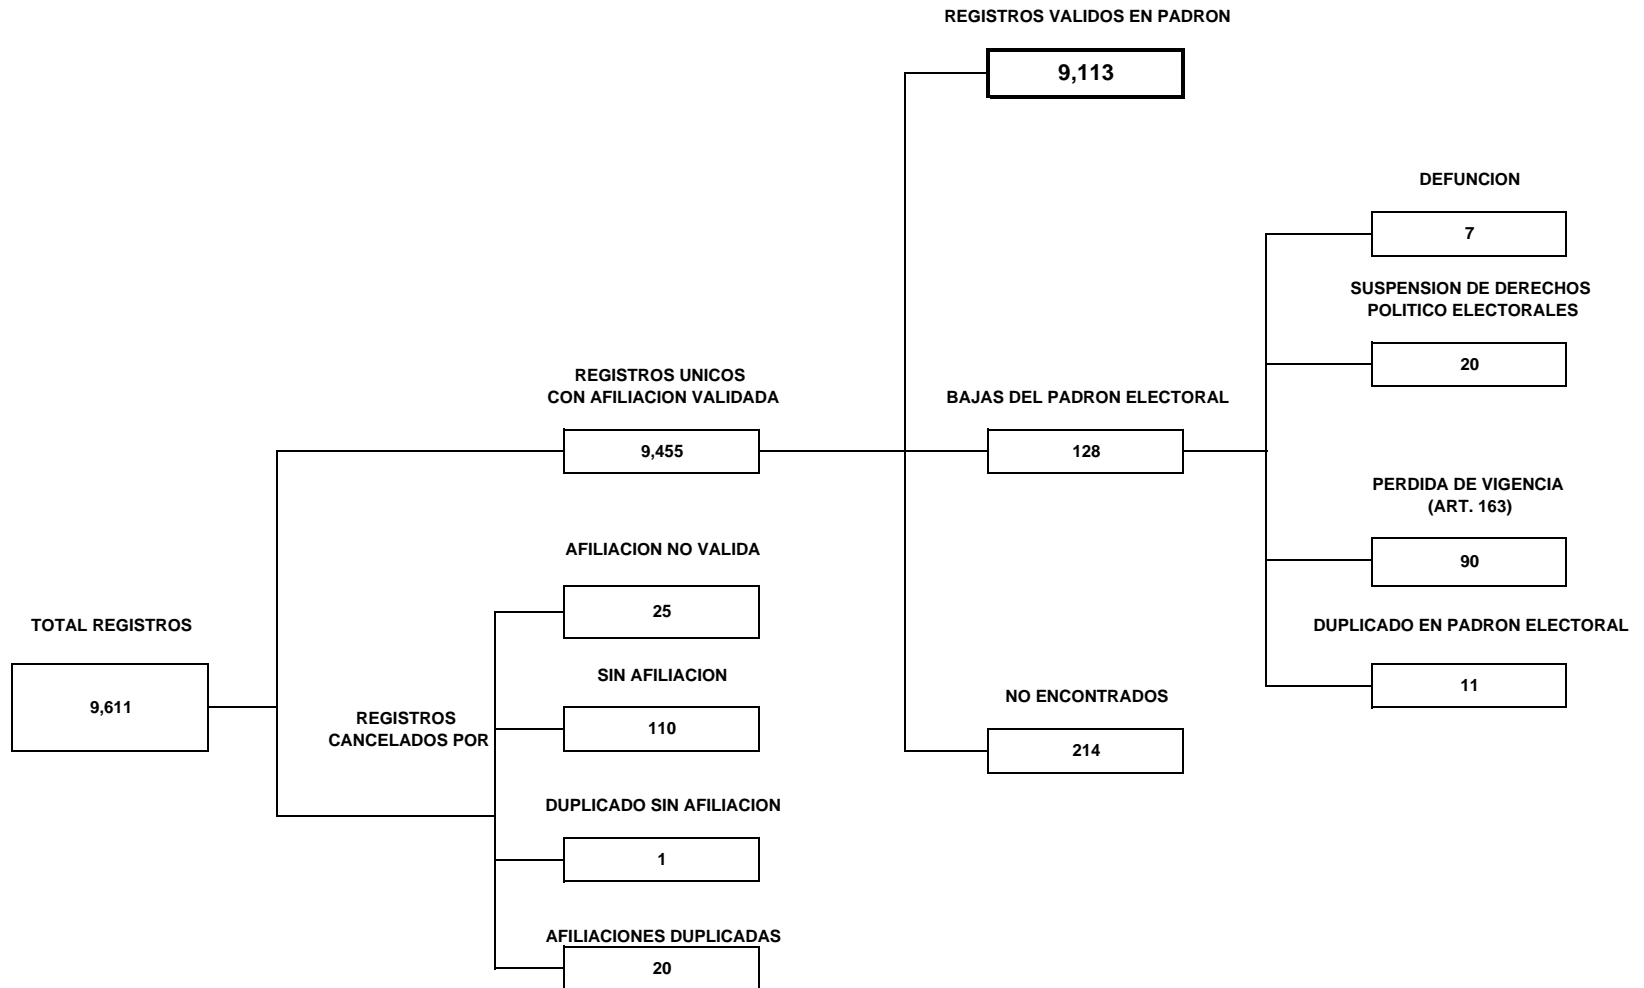 REGISTROS VALIDOS EN PADRON
9,113
DEFUNCION
7
SUSPENSION DE DERECHOS
POLITICO ELECTORALES
20
REGISTROS UNICOS
CON AFILIACION VALIDADA
9,455
BAJAS DEL PADRON ELECTORAL
128
PERDIDA DE VIGENCIA
(ART. 163)
90
AFILIACION NO VALIDA
25
TOTAL REGISTROS
9,611
DUPLICADO EN PADRON ELECTORAL
11
SIN AFILIACION
110
NO ENCONTRADOS
214
REGISTROS
CANCELADOS POR
DUPLICADO SIN AFILIACION
1
AFILIACIONES DUPLICADAS
20